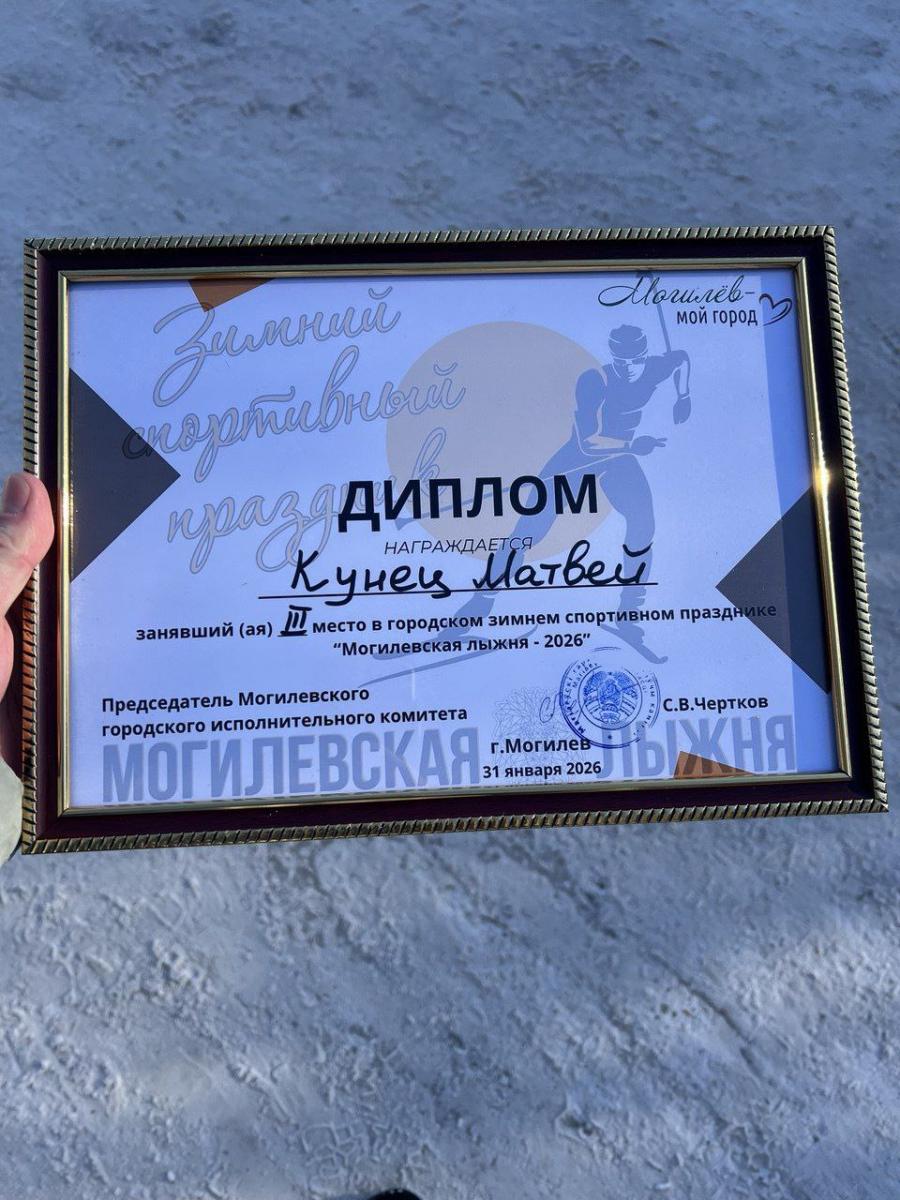 Могилёв–
мой город
Зимний
спортивный
праздник
ДИПЛОМ
НАГРАЖДАЕТСЯ
Кунец Матвей
занявший (ая) III место в городском зимнем спортивном празднике
“Могилевская лыжня - 2026”
Председатель Могилевского
городского исполнительного комитета
С.В.Чертков
МОГИЛЕВСКАЯ ЛЫЖНЯ
г.Могилев
31 января 2026